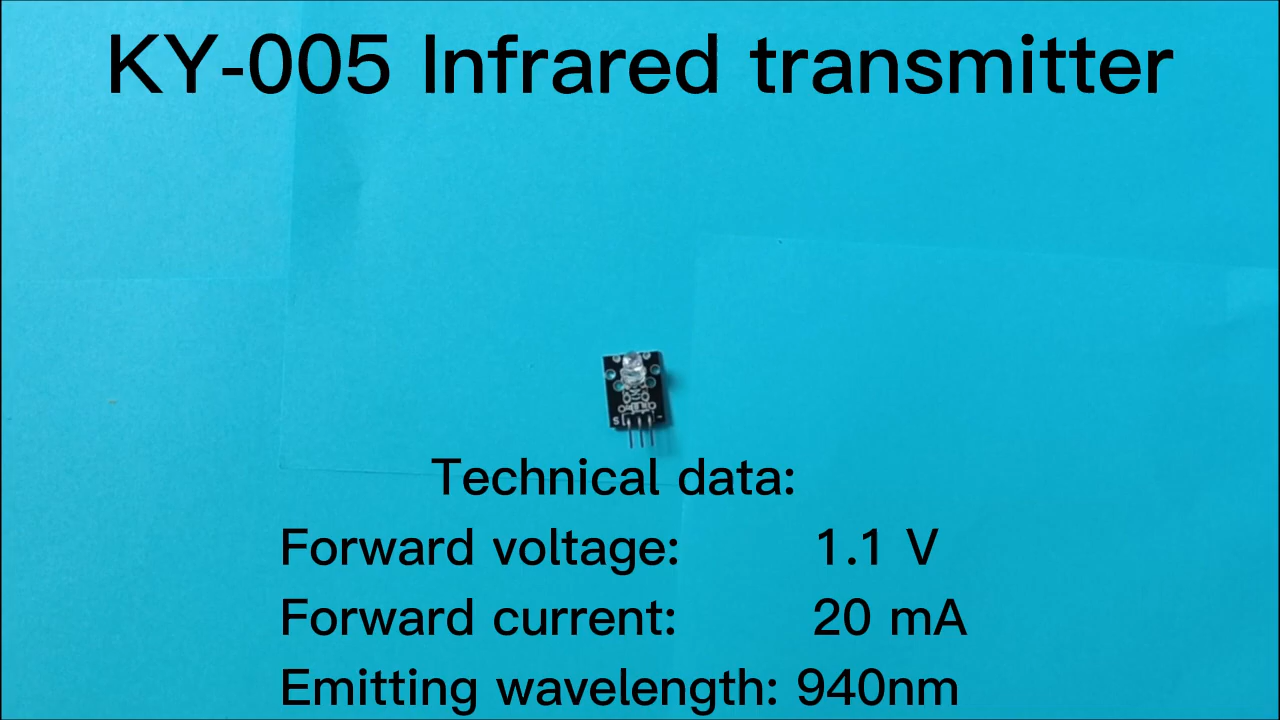 KY-005 Infrared transmitter
S -
Technical data:
Forward voltage: 1.1 V
Forward current: 20 mA
Emitting wavelength: 940nm